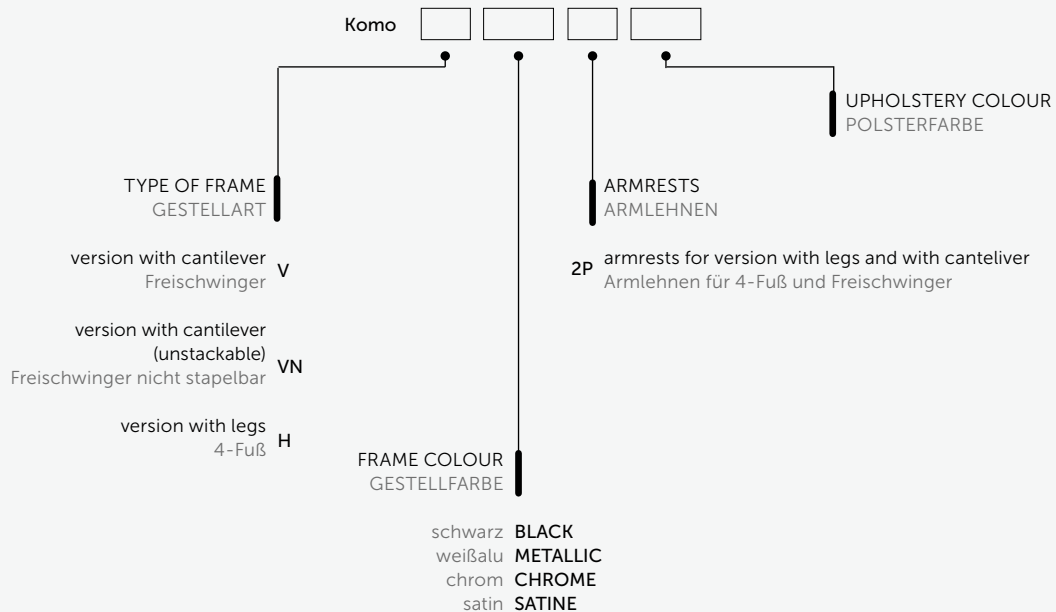 Komo
UPHOLSTERY COLOUR
POLSTERFARBE
TYPE OF FRAME
GESTELLART
version with cantilever
Freischwinger
V
version with cantilever
(unstackable)
Freischwinger nicht stapelbar
VN
version with legs
4-Fuß
H
ARMRESTS
ARMLEHNEN
2P
armrests for version with legs and with canteliver
Armlehnen für 4-Fuß und Freischwinger
FRAME COLOUR
GESTELLFARBE
schwarz BLACK
weißalu METALLIC
chrom CHROME
satin SATINE